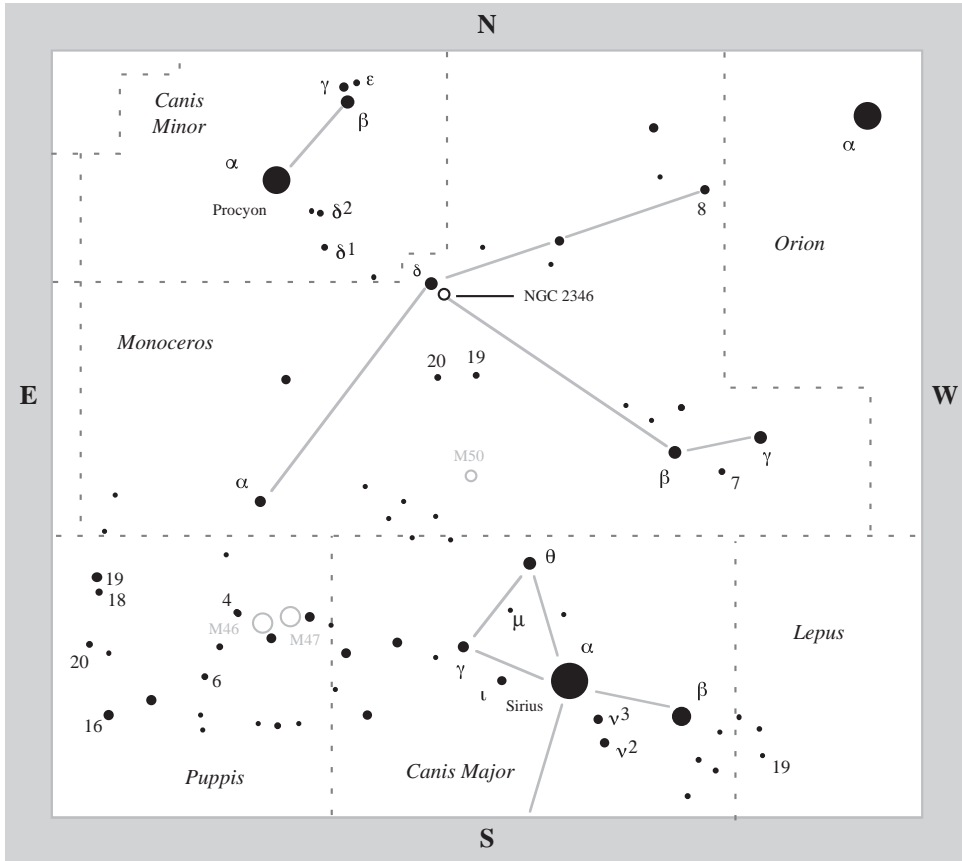 N
γ ε
Canis
Minor
β
α
α
Procyon
δ2
8
δ1
Orion
δ
NGC 2346
Monoceros
20 19
E
W
M50
α
β
7
γ
θ
19
18
4
μ
M46
M47
Lepus
α
20
γ
ι
6
Sirius
β
ν3
16
ν2
19
Puppis
Canis Major
S